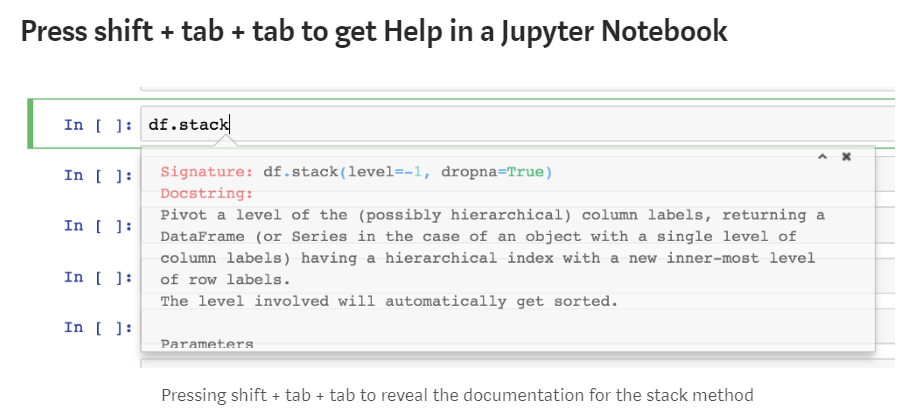 Press shift + tab + tab to get Help in a Jupyter Notebook
In [ ]: df.stack
In [ ]:
Signature: df.stack(level=-1, dropna=True)
Docstring:
Pivot a level of the (possibly hierarchical) column labels, returning a
In [ ]:
DataFrame (or Series in the case of an object with a single level of
column labels) having a hierarchical index with a new inner-most level
In [ ]:
of row labels.
The level involved will automatically get sorted.
In [ ]:
Parameters
Pressing shift + tab + tab to reveal the documentation for the stack method